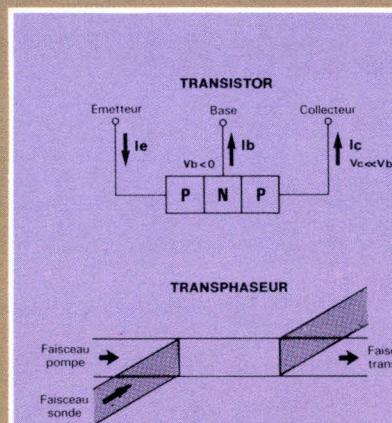 TRANSISTOR
Emetteur Base Collecteur
Ie Ib Ic
Vb<0 Vc≪Vb
P N P
TRANSPHASEUR
Faisceau
pompe
Faisceau
sonde